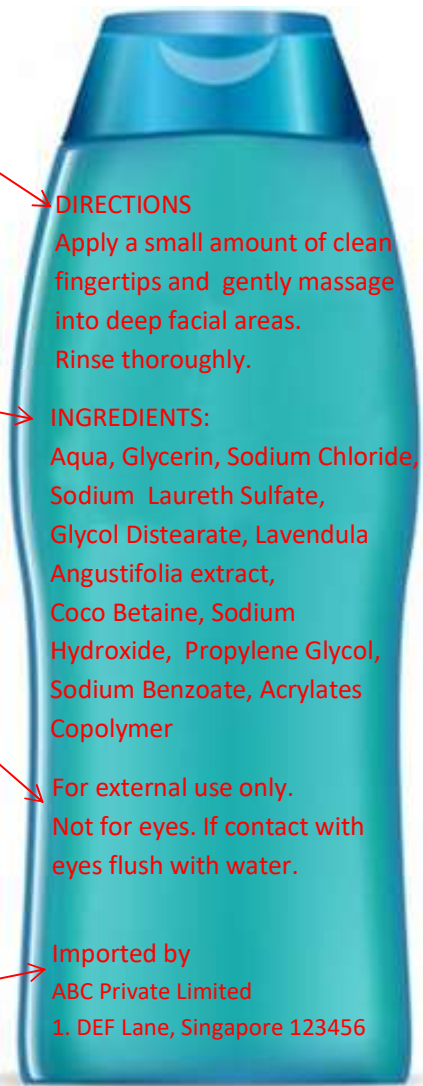 DIRECTIONS
Apply a small amount of clean
fingertips and gently massage
into deep facial areas.
Rinse thoroughly.
INGREDIENTS:
Aqua, Glycerin, Sodium Chloride,
Sodium Laureth Sulfate,
Glycol Distearate, Lavendula
Angustifolia extract,
Coco Betaine, Sodium
Hydroxide, Propylene Glycol,
Sodium Benzoate, Acrylates
Copolymer
For external use only.
Not for eyes. If contact with
eyes flush with water.
Imported by
ABC Private Limited
1. DEF Lane, Singapore 123456